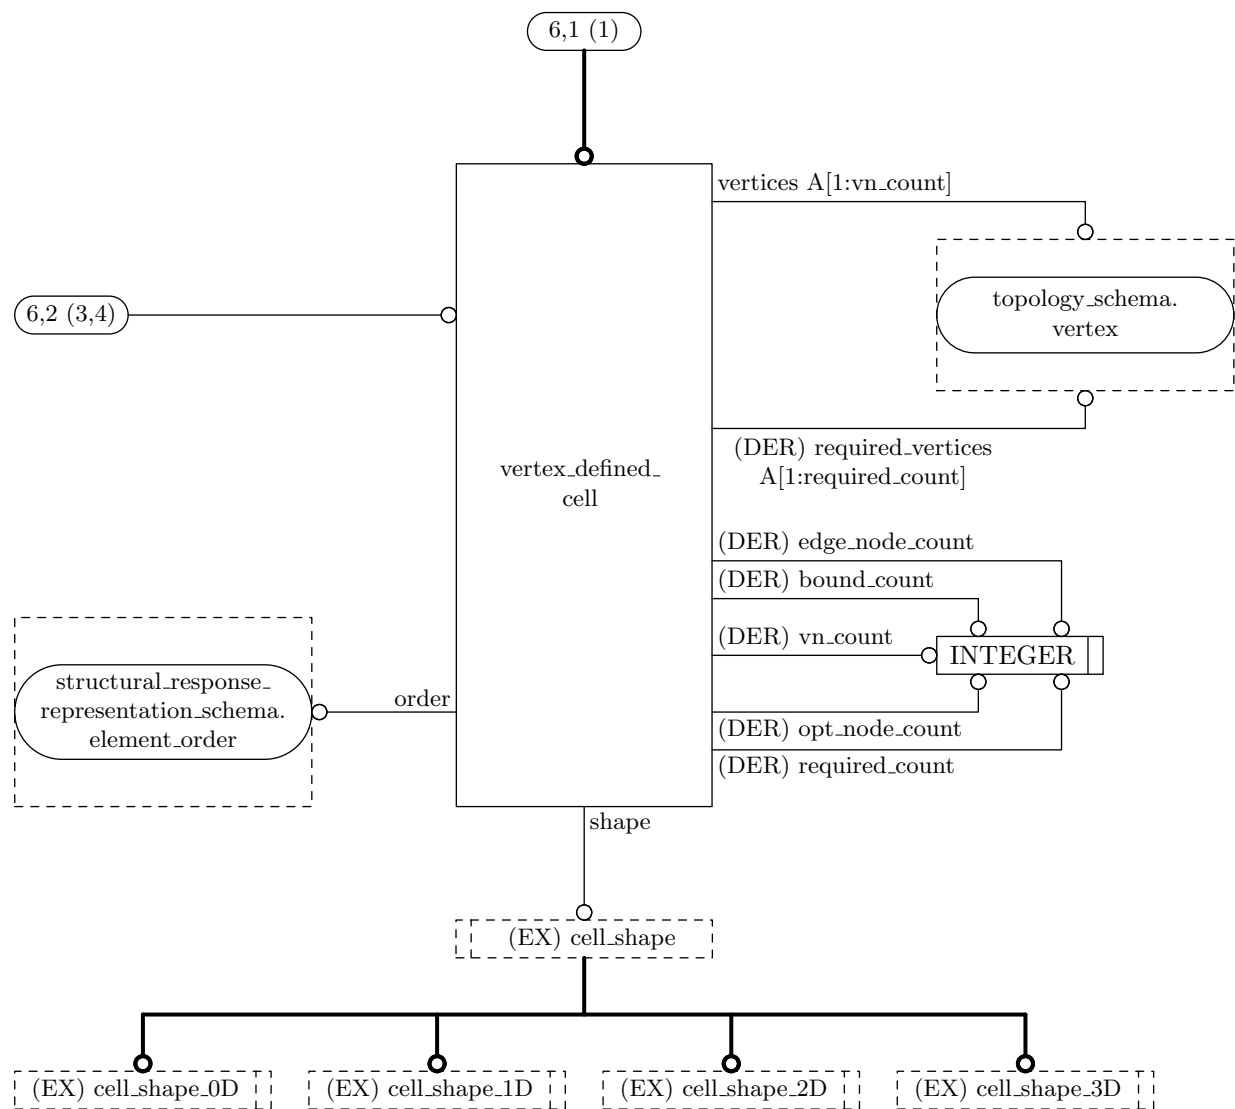 6,1 (1)
vertices A[1:vn_count]
topology_schema.
vertex
6,2 (3,4)
(DER) required_vertices
A[1:required_count]
vertex_defined_
cell
(DER) edge_node_count
(DER) bound_count
(DER) vn_count
INTEGER
structural_response_
representation_schema.
element_order
order
(DER) opt_node_count
(DER) required_count
shape
(EX) cell_shape
(EX) cell_shape_0D
(EX) cell_shape_1D
(EX) cell_shape_2D
(EX) cell_shape_3D